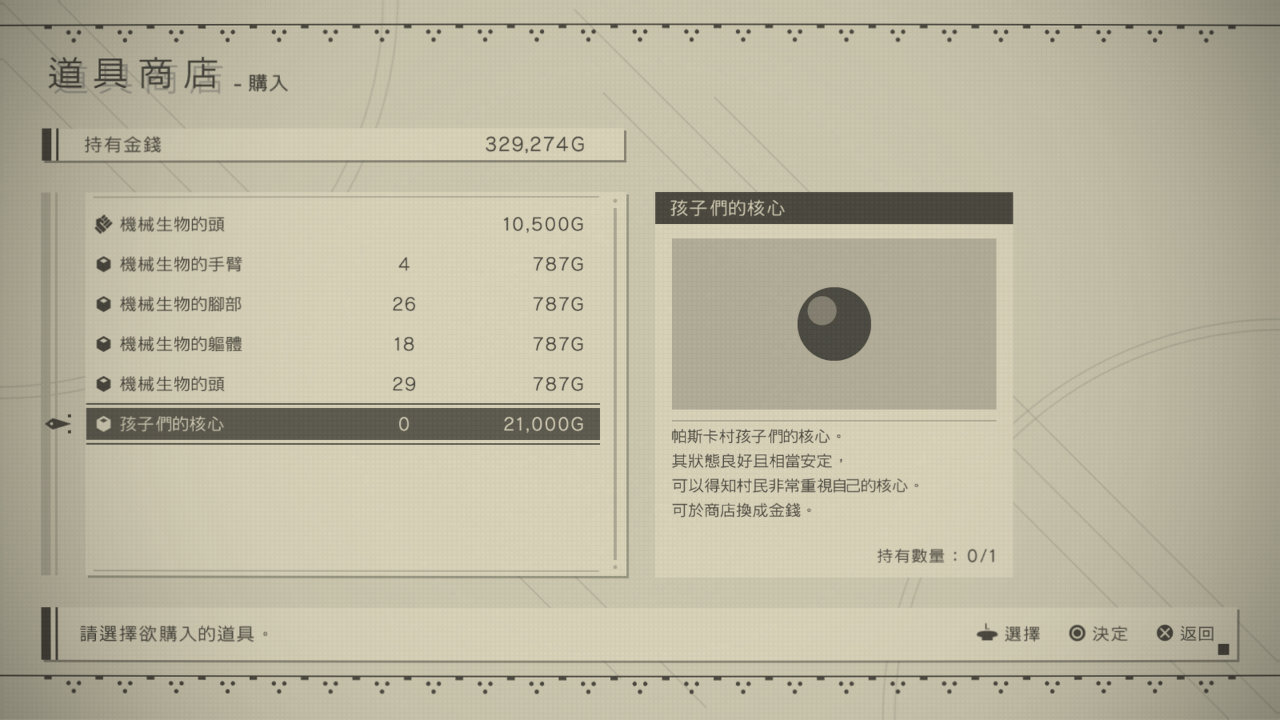 道具商店 - 購入
持有金錢 329,274G
機械生物的頭 10,500G
機械生物的手臂 4 787G
機械生物的腳部 26 787G
機械生物的軀體 18 787G
機械生物的頭 29 787G
孩子們的核心 0 21,000G
孩子們的核心
帕斯卡村孩子們的核心。
其狀態良好且相當安定，
可以得知村民非常重視自己的核心。
可於商店換成金錢。
持有數量：0/1
請選擇欲購入的道具。
L 選擇 決定 返回